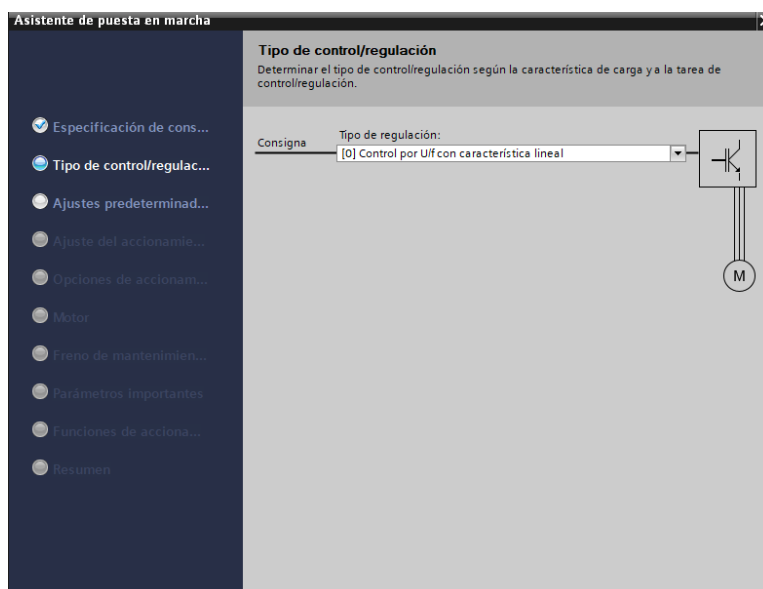 Asistente de puesta en marcha
Tipo de control/regulación
Determinar el tipo de control/regulación según la característica de carga y a la tarea de
control/regulación.
Especificación de cons...
Tipo de control/regulac...
Ajustes predeterminad...
Ajuste del accionamie...
Opciones de accionam...
Motor
Freno de mantenimien...
Parámetros importantes
Funciones de acciona...
Resumen
Consigna
Tipo de regulación:
[0] Control por U/f con característica lineal
M